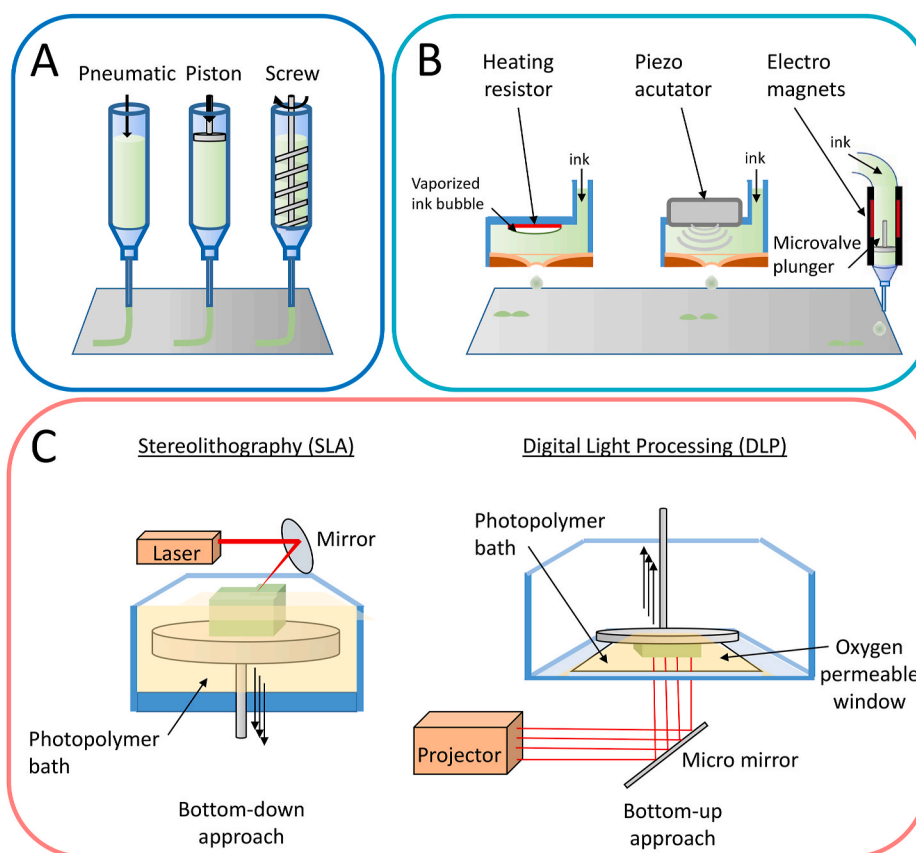 A
Pneumatic
Piston
Screw
B
Heating
resistor
Piezo
acutator
Electro
magnets
ink
ink
ink
Vaporized
ink bubble
Microvalve
plunger
C
Stereolithography (SLA)
Laser
Mirror
Photopolymer
bath
Bottom-down
approach
Digital Light Processing (DLP)
Photopolymer
bath
Oxygen
permeable
window
Projector
Micro mirror
Bottom-up
approach